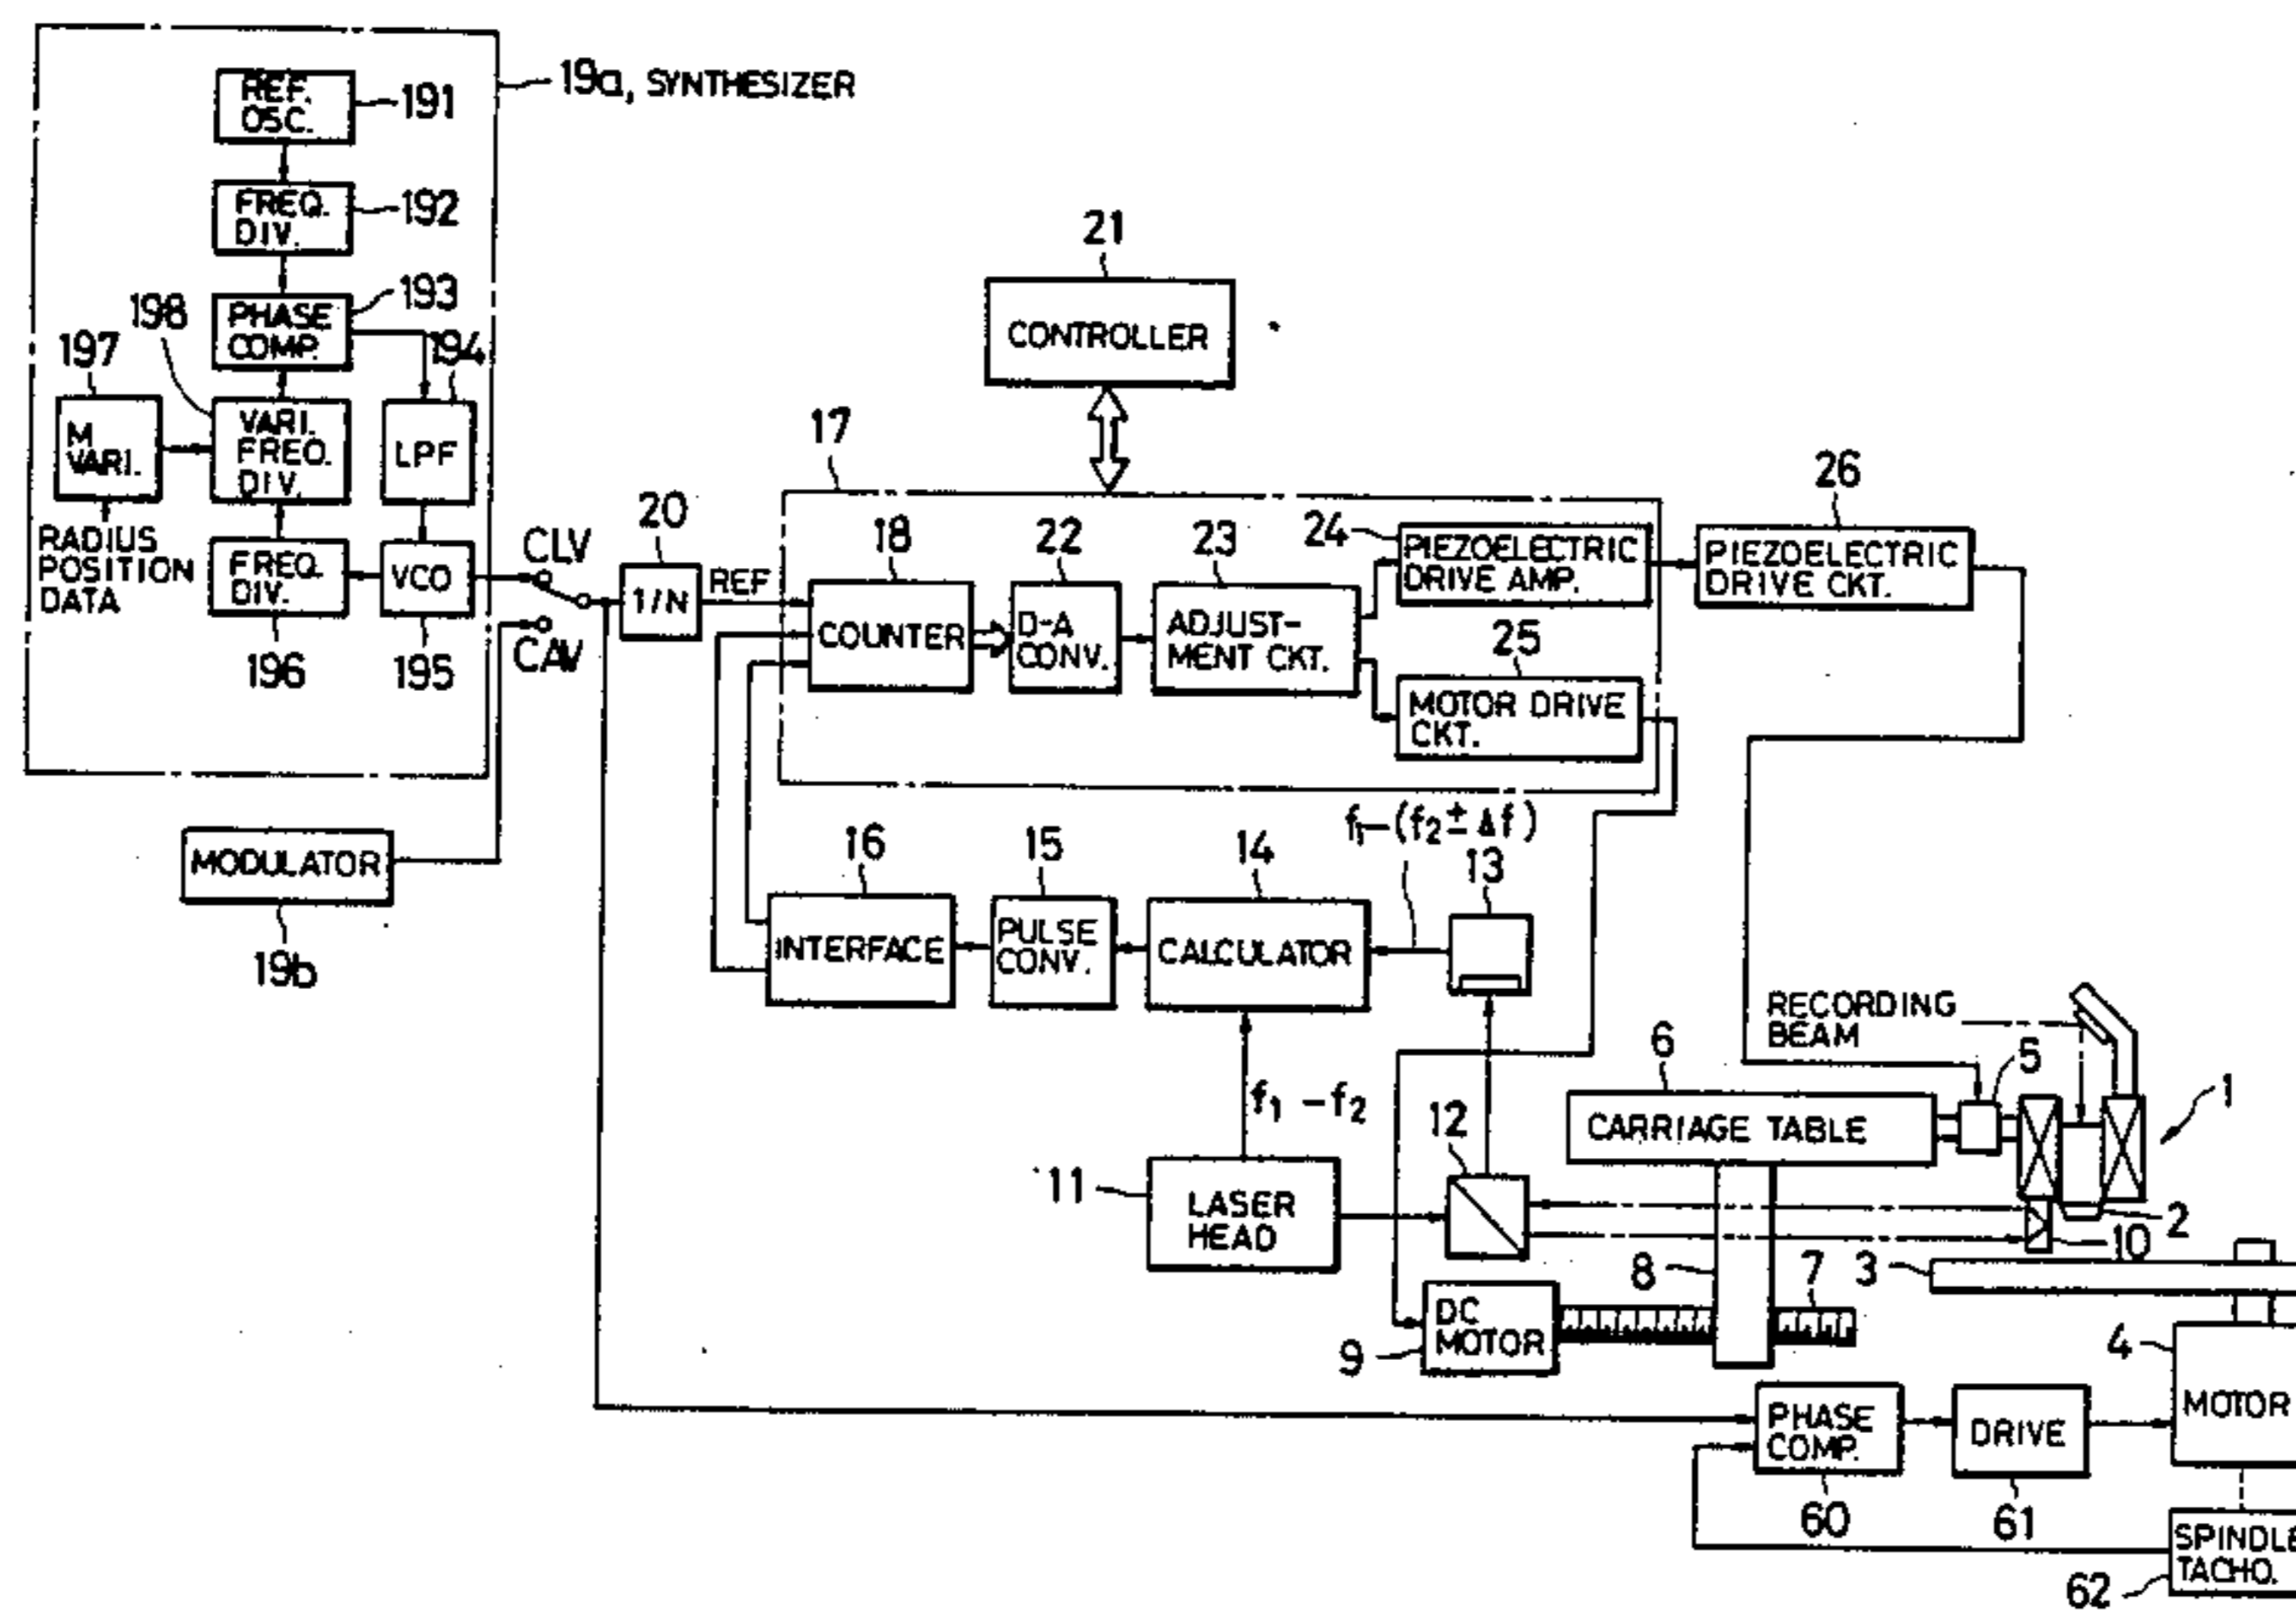 19a, SYNTHESIZER
REF.
OSC.
191
FREQ.
DIV.
192
PHASE
COMP.
193
198
197
194
M
VARI.
VARI.
FREQ.
DIV.
LPF
RADIUS
POSITION
DATA
FREQ.
DIV.
VCO
196
195
CLV
CAV
20
1/N
REF
MODULATOR
19b
21
CONTROLLER
17
18
COUNTER
22
D-A
CONV.
23
ADJUST-
MENT CKT.
24
PIEZOELECTRIC
DRIVE AMP.
25
MOTOR DRIVE
CKT.
26
PIEZOELECTRIC
DRIVE CKT.
16
INTERFACE
15
PULSE
CONV.
14
CALCULATOR
f1-(f2± Δf)
13
f1 -f2
11
LASER
HEAD
12
RECORDING
BEAM
6
CARRIAGE TABLE
5
1
2
10
8
7
3
DC
MOTOR
9
4
MOTOR
PHASE
COMP.
60
DRIVE
61
SPINDLE
TACHO.
62